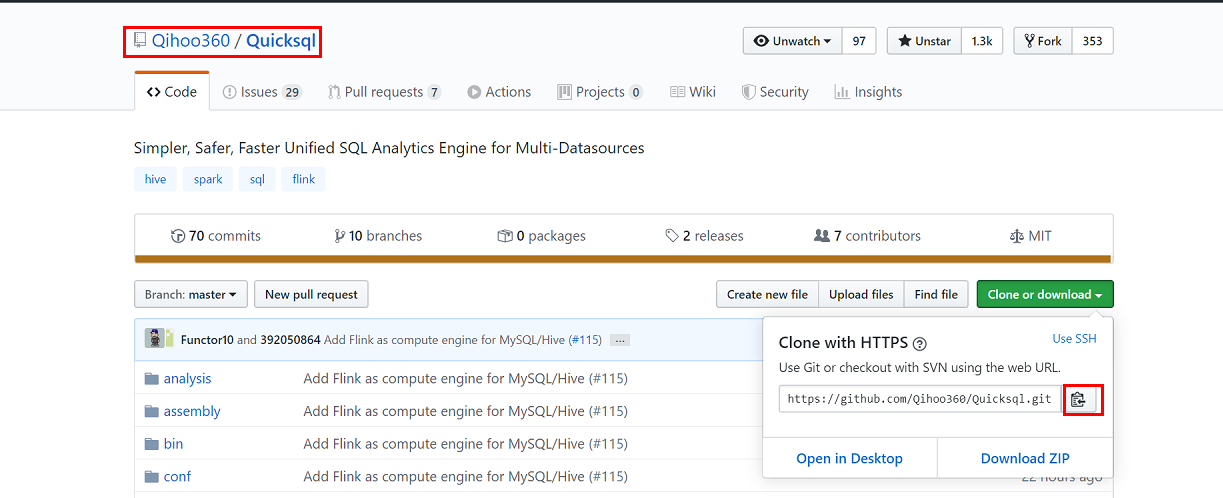 Qihoo360 / Quicksql
Unwatch 97 Unstar 1.3k Fork 353
Code Issues 29 Pull requests 7 Actions Projects 0 Wiki Security Insights
Simpler, Safer, Faster Unified SQL Analytics Engine for Multi-Datasources
hive spark sql flink
70 commits 10 branches 0 packages 2 releases 7 contributors MIT
Branch: master New pull request Create new file Upload files Find file Clone or download
Functor10 and 392050864 Add Flink as compute engine for MySQL/Hive (#115) ...
Clone with HTTPS ? Use SSH
Use Git or checkout with SVN using the web URL.
analysis Add Flink as compute engine for MySQL/Hive (#115)
https://github.com/Qihoo360/Quicksql.git
assembly Add Flink as compute engine for MySQL/Hive (#115)
bin Add Flink as compute engine for MySQL/Hive (#115)
Open in Desktop Download ZIP
conf Add Flink as compute engine for MySQL/Hive (#115) 22 hours ago